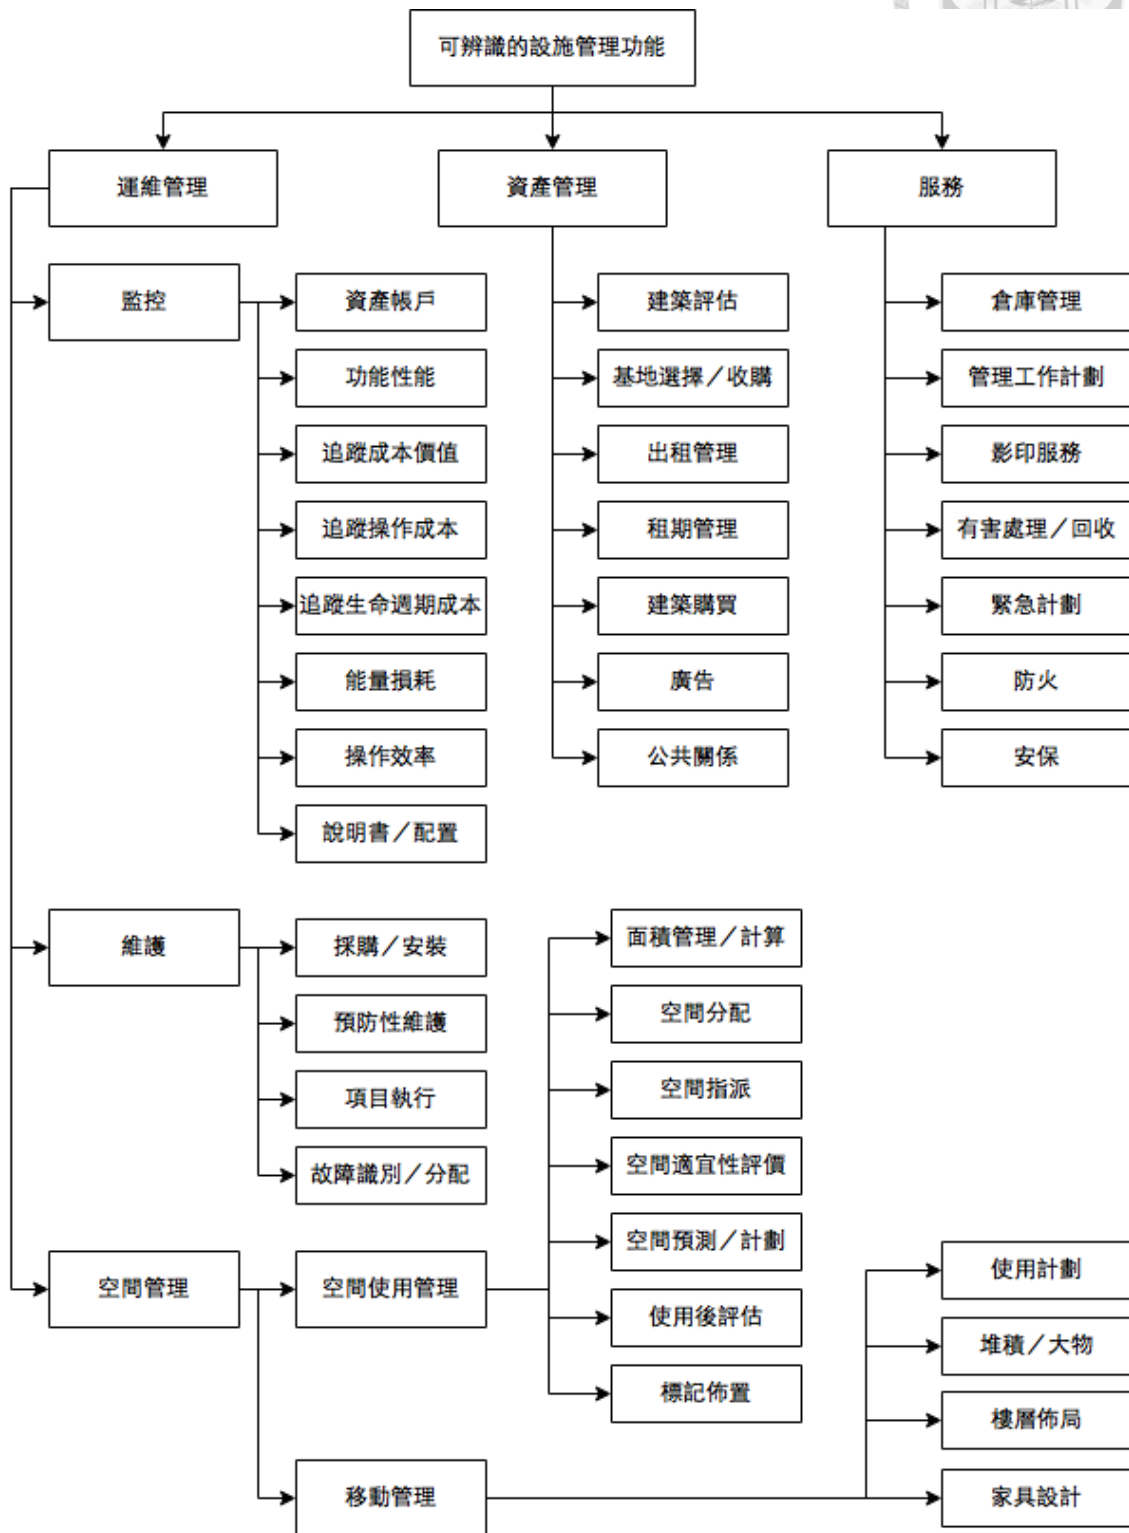 可辨識的設施管理功能
運維管理
資產管理
服務
監控
資產帳戶
功能性能
追蹤成本價值
追蹤操作成本
追蹤生命週期成本
能量損耗
操作效率
說明書／配置
建築評估
基地選擇／收購
出租管理
租期管理
建築購買
廣告
公共關係
倉庫管理
管理工作計劃
影印服務
有害處理／回收
緊急計劃
防火
安保
維護
採購／安裝
預防性維護
項目執行
故障識別／分配
空間管理
空間使用管理
面積管理／計算
空間分配
空間指派
空間適宜性評價
空間預測／計劃
使用後評估
標記佈置
移動管理
使用計劃
堆積／大物
樓層佈局
家具設計